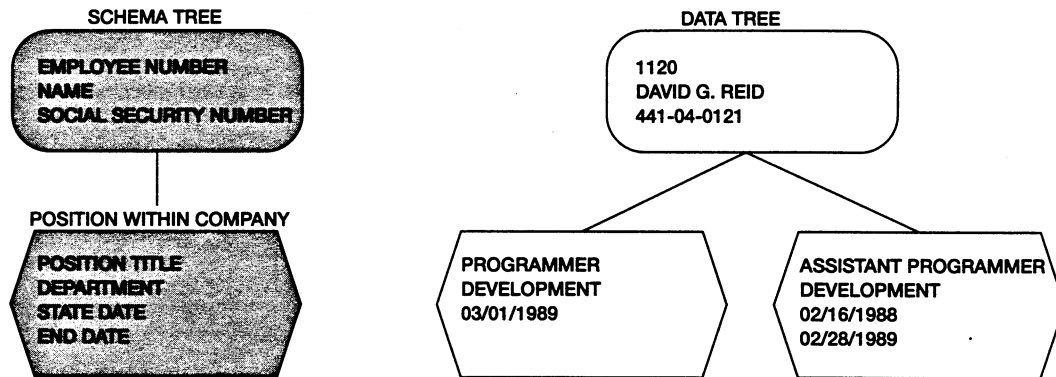 SCHEMA TREE
EMPLOYEE NUMBER
NAME
SOCIAL SECURITY NUMBER
POSITION WITHIN COMPANY
POSITION TITLE
DEPARTMENT
STATE DATE
END DATE
DATA TREE
1120
DAVID G. REID
441-04-0121
PROGRAMMER
DEVELOPMENT
03/01/1989
ASSISTANT PROGRAMMER
DEVELOPMENT
02/16/1988
02/28/1989